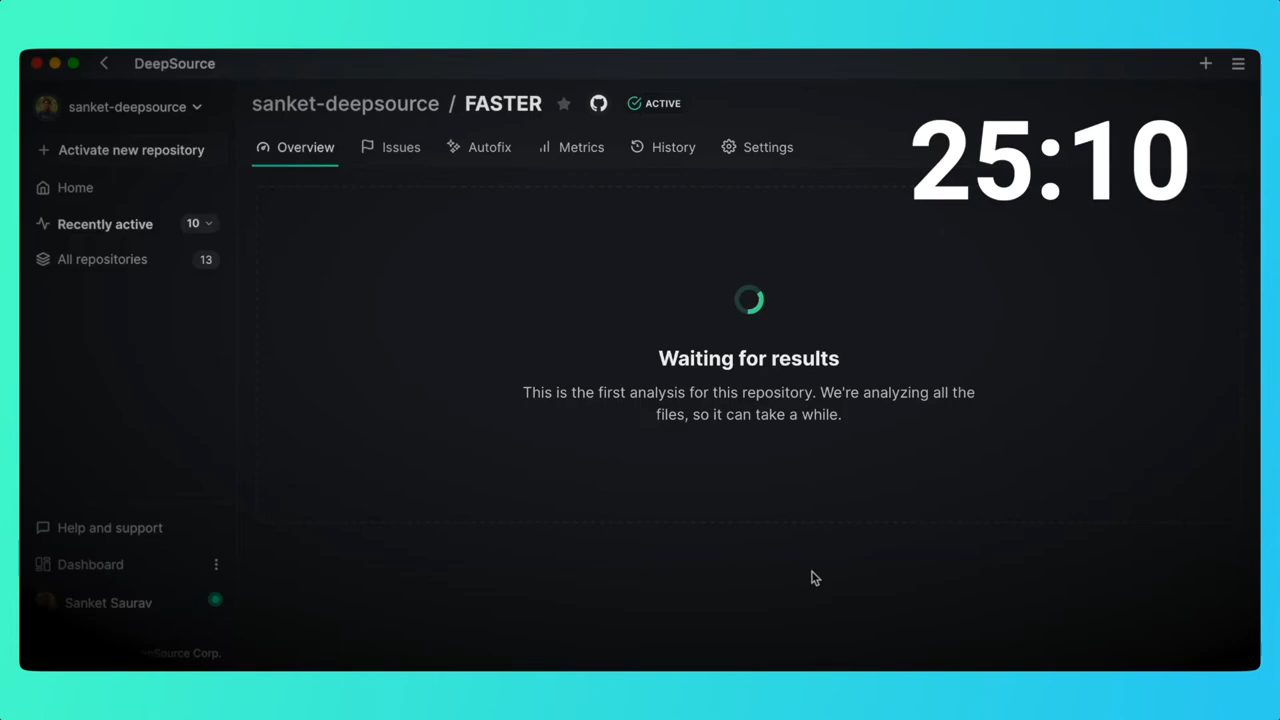 DeepSource
sanket-deepsource
sanket-deepsource / FASTER
ACTIVE
25:10
Activate new repository
Overview
Issues
Autofix
Metrics
History
Settings
Home
Recently active
10
All repositories
13
Waiting for results
This is the first analysis for this repository. We're analyzing all the
files, so it can take a while.
Help and support
Dashboard
Sanket Saurav
Corp.